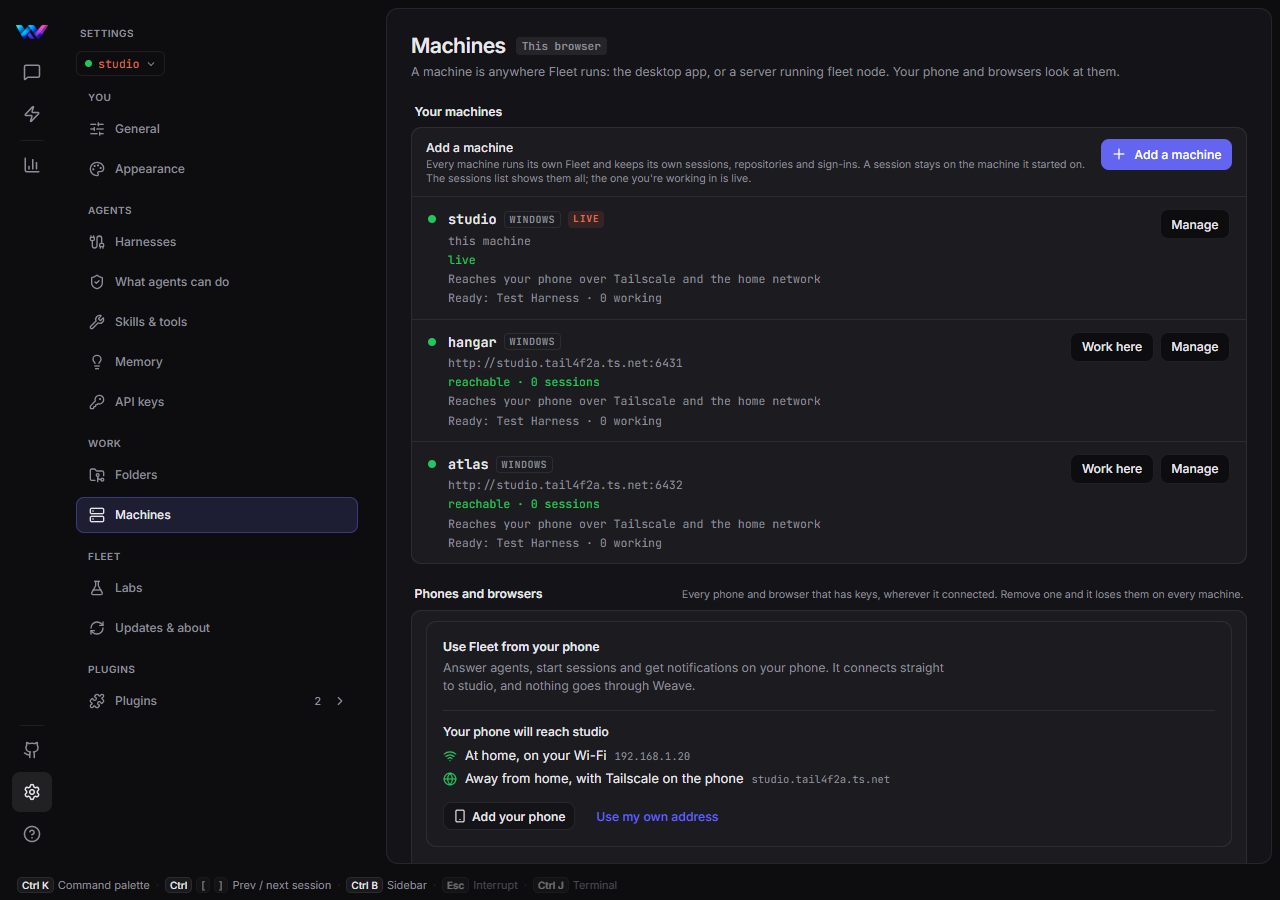 SETTINGS
studio
YOU
General
Appearance
AGENTS
Harnesses
What agents can do
Skills & tools
Memory
API keys
WORK
Folders
Machines
FLEET
Labs
Updates & about
PLUGINS
Plugins 2
Machines This browser
A machine is anywhere Fleet runs: the desktop app, or a server running fleet node. Your phone and browsers look at them.
Your machines
Add a machine
Every machine runs its own Fleet and keeps its own sessions, repositories and sign-ins. A session stays on the machine it started on.
The sessions list shows them all; the one you're working in is live.
Add a machine
studio WINDOWS LIVE
this machine
live
Reaches your phone over Tailscale and the home network
Ready: Test Harness · 0 working
Manage
hangar WINDOWS
http://studio.tail4f2a.ts.net:6431
reachable · 0 sessions
Reaches your phone over Tailscale and the home network
Ready: Test Harness · 0 working
Work here Manage
atlas WINDOWS
http://studio.tail4f2a.ts.net:6432
reachable · 0 sessions
Reaches your phone over Tailscale and the home network
Ready: Test Harness · 0 working
Work here Manage
Phones and browsers Every phone and browser that has keys, wherever it connected. Remove one and it loses them on every machine.
Use Fleet from your phone
Answer agents, start sessions and get notifications on your phone. It connects straight
to studio, and nothing goes through Weave.
Your phone will reach studio
At home, on your Wi-Fi 192.168.1.20
Away from home, with Tailscale on the phone studio.tail4f2a.ts.net
Add your phone Use my own address
Ctrl K Command palette · Ctrl [ ] Prev / next session · Ctrl B Sidebar · Esc Interrupt · Ctrl J Terminal